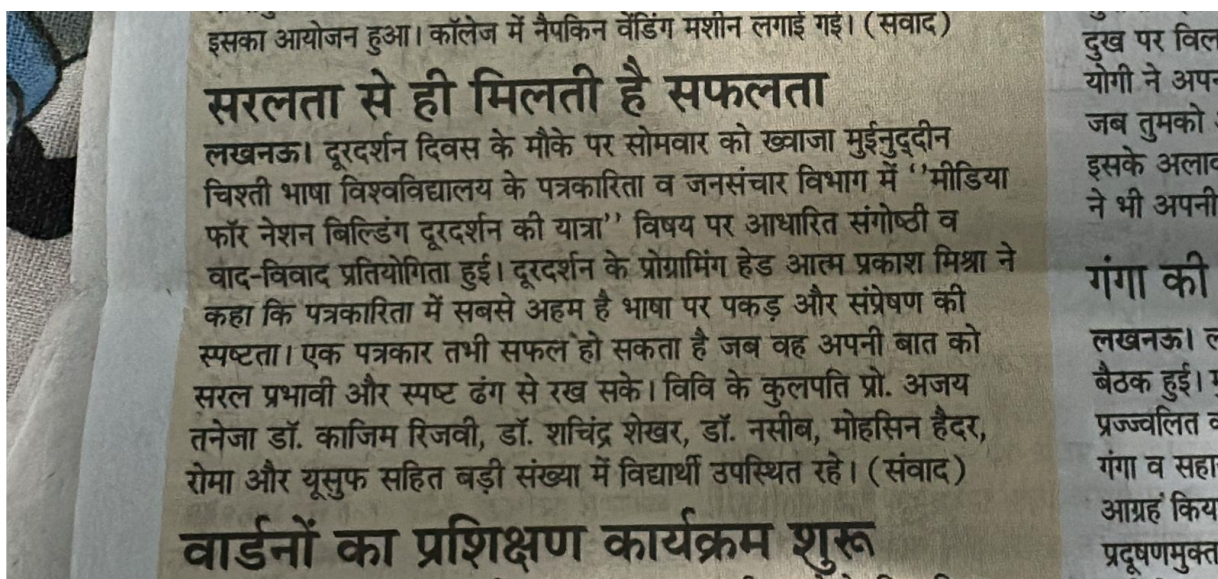 इसका आयोजन हुआ। कॉलेज में नैपकिन वेंडिंग मशीन लगाई गई। (संवाद)
सरलता से ही मिलती है सफलता
लखनऊ। दूरदर्शन दिवस के मौके पर सोमवार को ख्वाजा मुईनुद्दीन
चिश्ती भाषा विश्वविद्यालय के पत्रकारिता व जनसंचार विभाग में ''मीडिया
फॉर नेशन बिल्डिंग दूरदर्शन की यात्रा'' विषय पर आधारित संगोष्ठी व
वाद-विवाद प्रतियोगिता हुई। दूरदर्शन के प्रोग्रामिंग हेड आत्म प्रकाश मिश्रा ने
कहा कि पत्रकारिता में सबसे अहम है भाषा पर पकड़ और संप्रेषण की
स्पष्टता। एक पत्रकार तभी सफल हो सकता है जब वह अपनी बात को
सरल प्रभावी और स्पष्ट ढंग से रख सके। विवि के कुलपति प्रो. अजय
तनेजा डॉ. काजिम रिजवी, डॉ. शचिंद्र शेखर, डॉ. नसीब, मोहसिन हैदर,
रोमा और यूसुफ सहित बड़ी संख्या में विद्यार्थी उपस्थित रहे। (संवाद)
वार्डनों का प्रशिक्षण कार्यक्रम शुरू
दुख पर
योगी ने
जब तुमको
इसके
ने भी अपनी
गंगा की
लखनऊ।
बैठक हुई।
प्रज्ज्वलित
गंगा व
आग्रह
प्रदूषणमुक्त